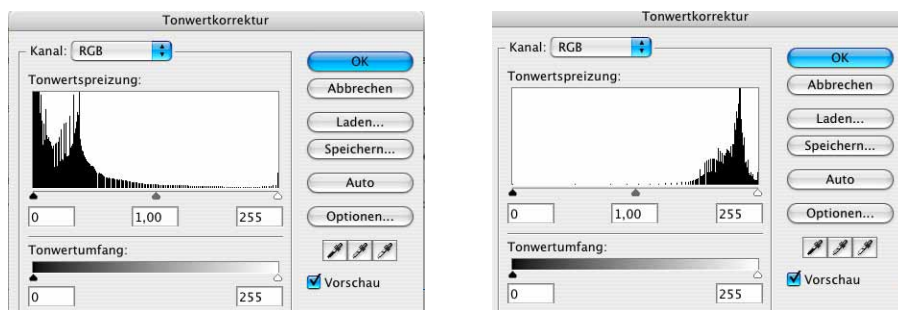 Tonwertkorrektur
Kanal: RGB
Tonwertspreizung:
0 1,00 255
Tonwertumfang:
0 255
OK
Abbrechen
Laden...
Speichern...
Auto
Optionen...
Vorschau
Tonwertkorrektur
Kanal: RGB
Tonwertspreizung:
0 1,00 255
Tonwertumfang:
0 255
OK
Abbrechen
Laden...
Speichern...
Auto
Optionen...
Vorschau